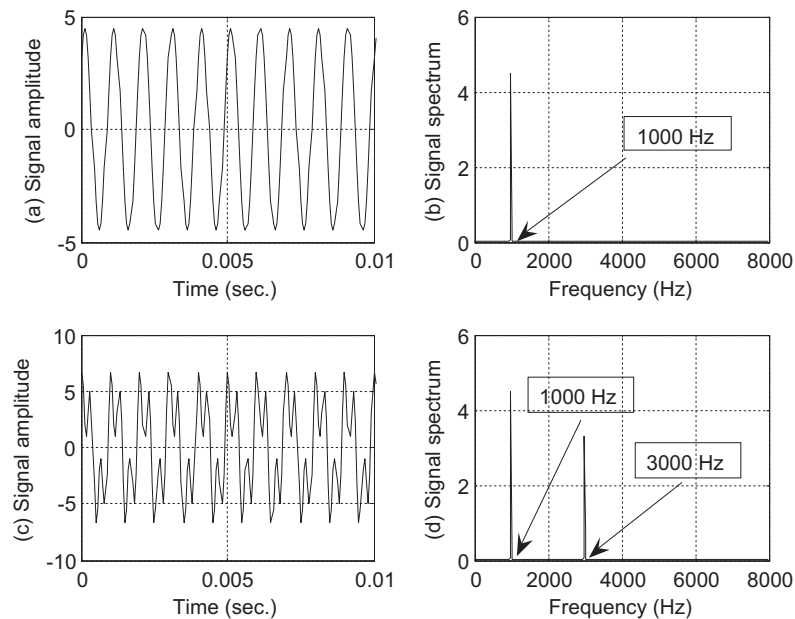 5
0
-5
0
0.005
0.01
(a) Signal amplitude
Time (sec.)
6
4
2
0
0
2000
4000
6000
8000
(b) Signal spectrum
Frequency (Hz)
1000 Hz
10
5
0
-5
-10
0
0.005
0.01
(c) Signal amplitude
Time (sec.)
6
4
2
0
0
2000
4000
6000
8000
(d) Signal spectrum
Frequency (Hz)
1000 Hz
3000 Hz